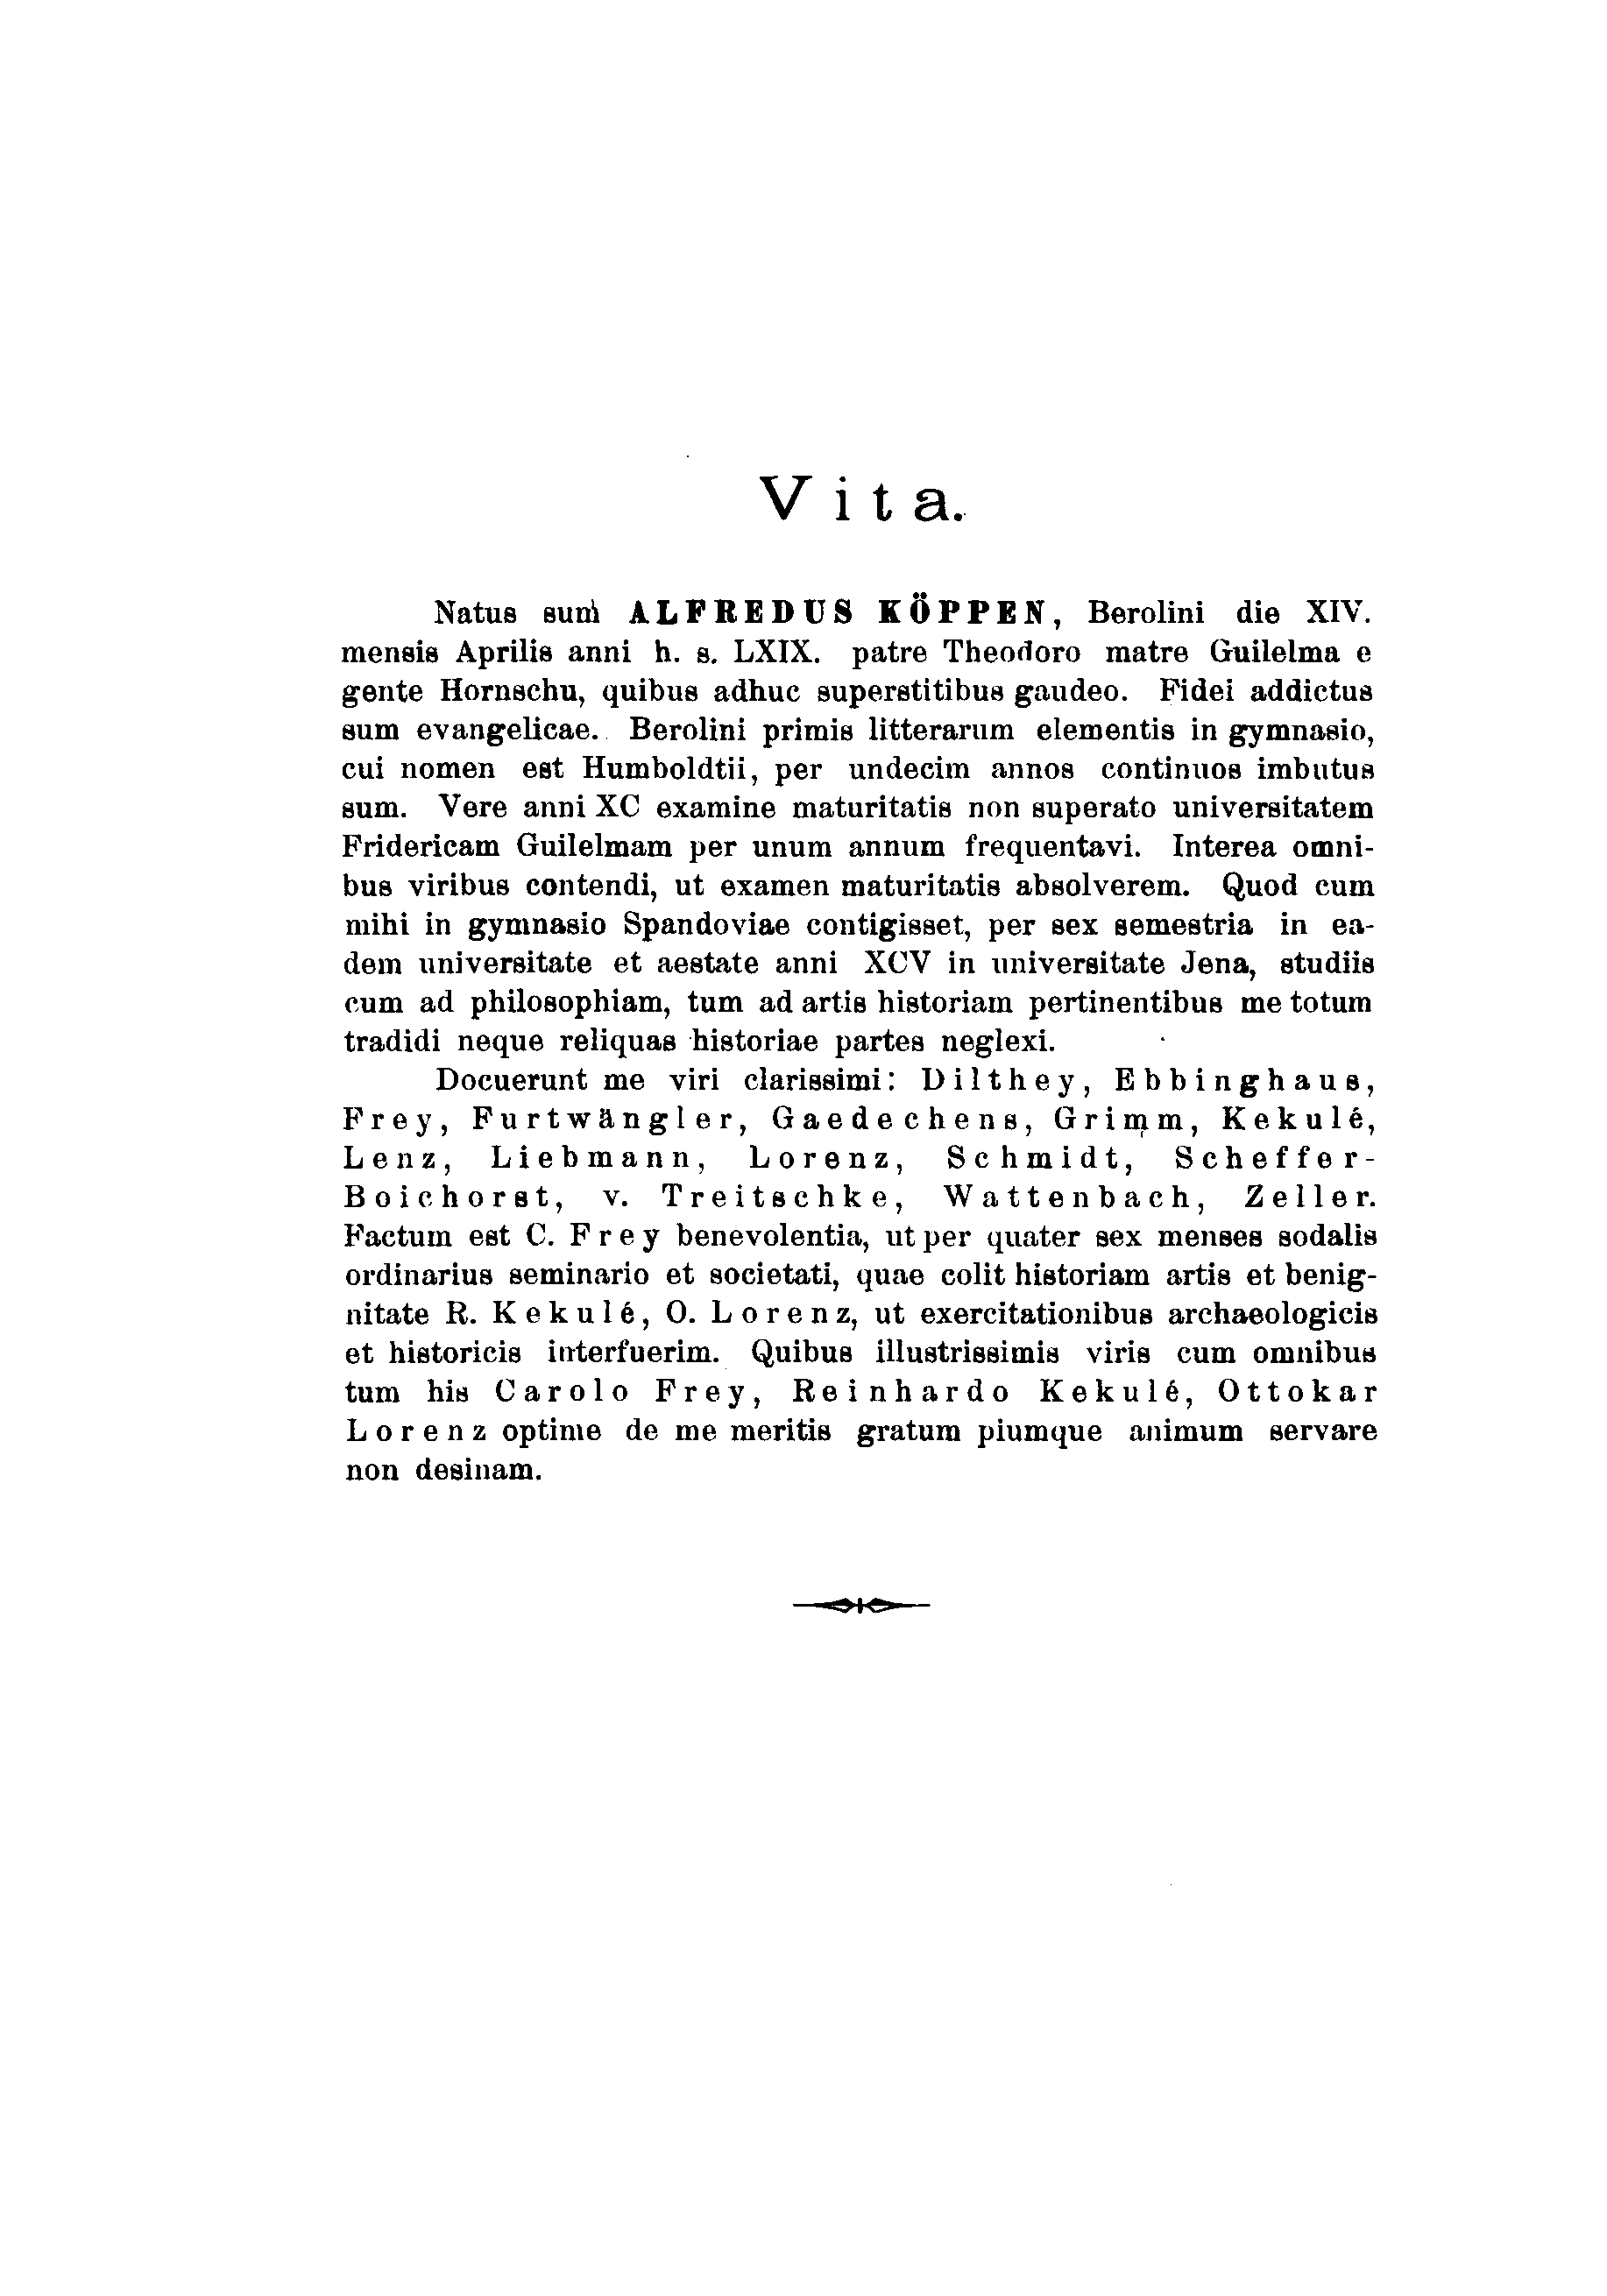 Vita.
Natus sum ALFREDUS KÖPPEN, Berolini die XIV.
mensis Aprilis anni h. s. LXIX. patre Theodoro matre Guilelma e
gente Hornschu, quibus adhuc superstitibus gaudeo. Fidei addictus
sum evangelicae. Berolini primis litterarum elementis in gymnasio,
cui nomen est Humboldtii, per undecim annos continuos imbutus
sum. Vere anni XC examine maturitatis non superato universitatem
Fridericam Guilelmam per unum annum frequentavi. Interea omni-
bus viribus contendi, ut examen maturitatis absolverem. Quod cum
mihi in gymnasio Spandoviae contigisset, per sex semestria in ea-
dem universitate et aestate anni XCV in universitate Jena, studiis
cum ad philosophiam, tum ad artis historiam pertinentibus me totum
tradidi neque reliquas historiae partes neglexi.
Docuerunt me viri clarissimi: Dilthey, Ebbinghaus,
Frey, Furtwängler, Gaedechens, Grimm, Kekulé,
Lenz, Liebmann, Lorenz, Schmidt, Scheffer-
Boichorst, v. Treitschke, Wattenbach, Zeller.
Factum est C. Frey benevolentia, ut per quater sex menses sodalis
ordinarius seminario et societati, quae colit historiam artis et benig-
nitate R. Kekulé, O. Lorenz, ut exercitationibus archaeologicis
et historicis interfuerim. Quibus illustrissimis viris cum omnibus
tum his Carolo Frey, Reinhardo Kekulé, Ottokar
Lorenz optime de me meritis gratum piumque animum servare
non desinam.